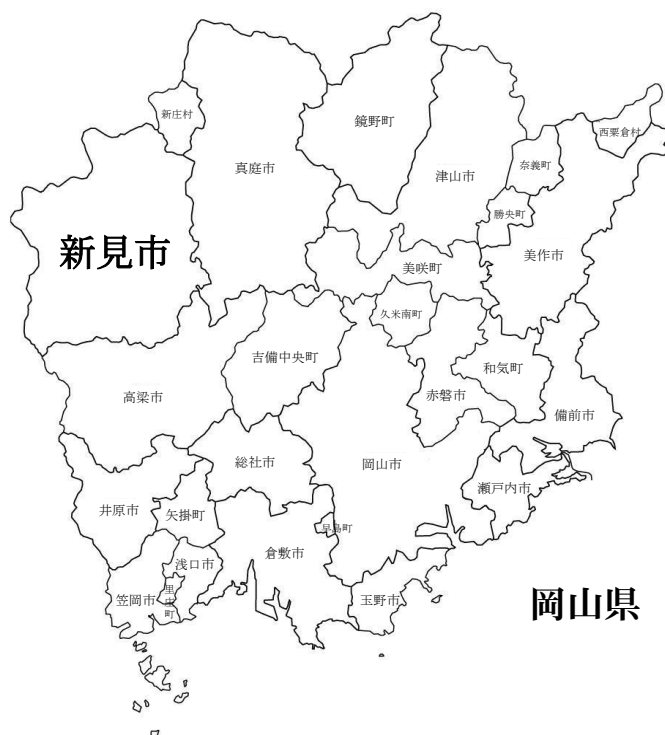 新庄村
鏡野町
西粟倉村
真庭市
津山市
奈義町
勝央町
新見市
美咲町
美作市
久米南町
吉備中央町
和気町
高梁市
赤磐市
備前市
総社市
岡山市
瀬戸内市
井原市
矢掛町
早島町
倉敷市
浅口市
笠岡市
里庄町
玉野市
岡山県